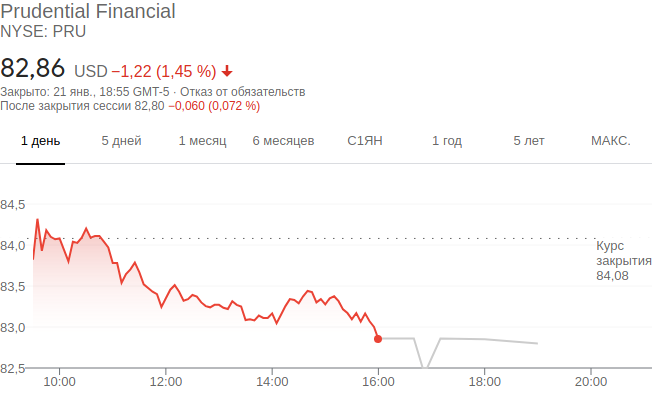 Prudential Financial
NYSE: PRU
82,86 USD −1,22 (1,45 %)
Закрыто: 21 янв., 18:55 GMT-5 · Отказ от обязательств
После закрытия сессии 82,80 −0,060 (0,072 %)
1 день 5 дней 1 месяц 6 месяцев С1ЯН 1 год 5 лет МАКС.
84,5
84,0
Курс
закрытия
84,08
83,5
83,0
82,5
10:00 12:00 14:00 16:00 18:00 20:00